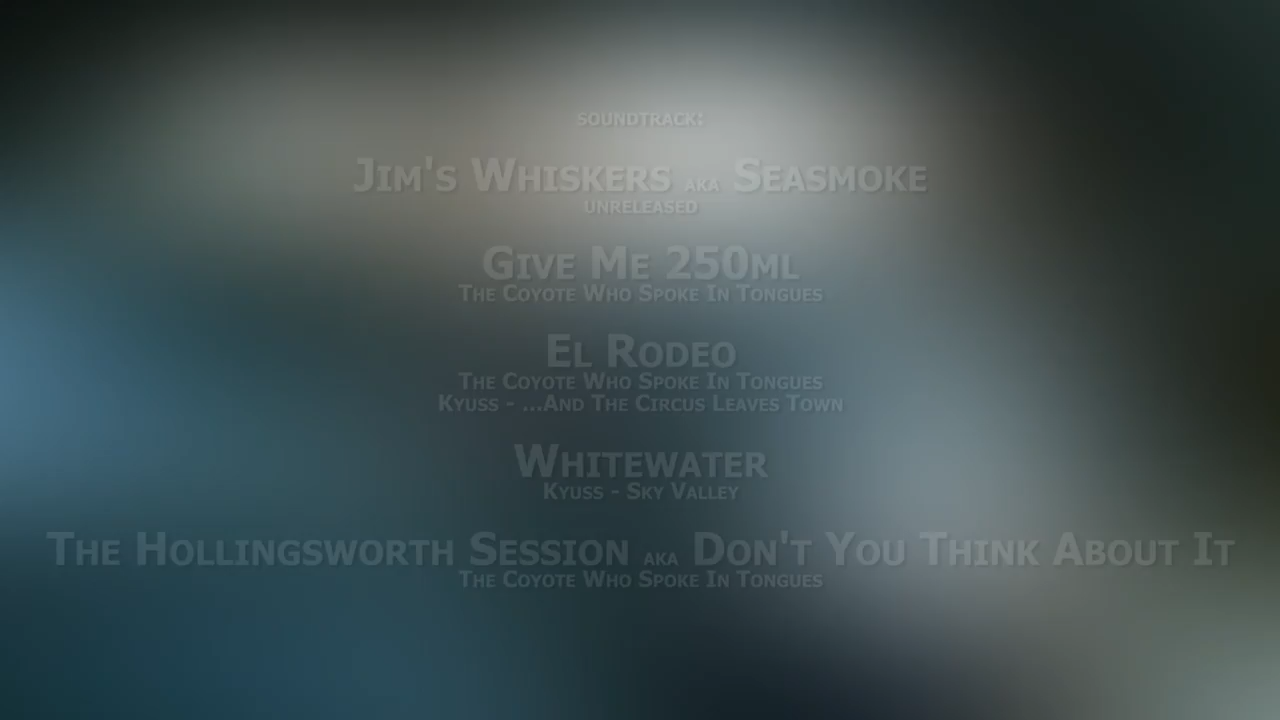 SOUNDTRACK:
JIM'S WHISKERS AKA SEASMOKE
UNRELEASED
GIVE ME 250ML
THE COYOTE WHO SPOKE IN TONGUES
EL RODEO
THE COYOTE WHO SPOKE IN TONGUES
KYUSS - ...AND THE CIRCUS LEAVES TOWN
WHITEWATER
KYUSS - SKY VALLEY
THE HOLLINGSWORTH SESSION AKA DON'T YOU THINK ABOUT IT
THE COYOTE WHO SPOKE IN TONGUES